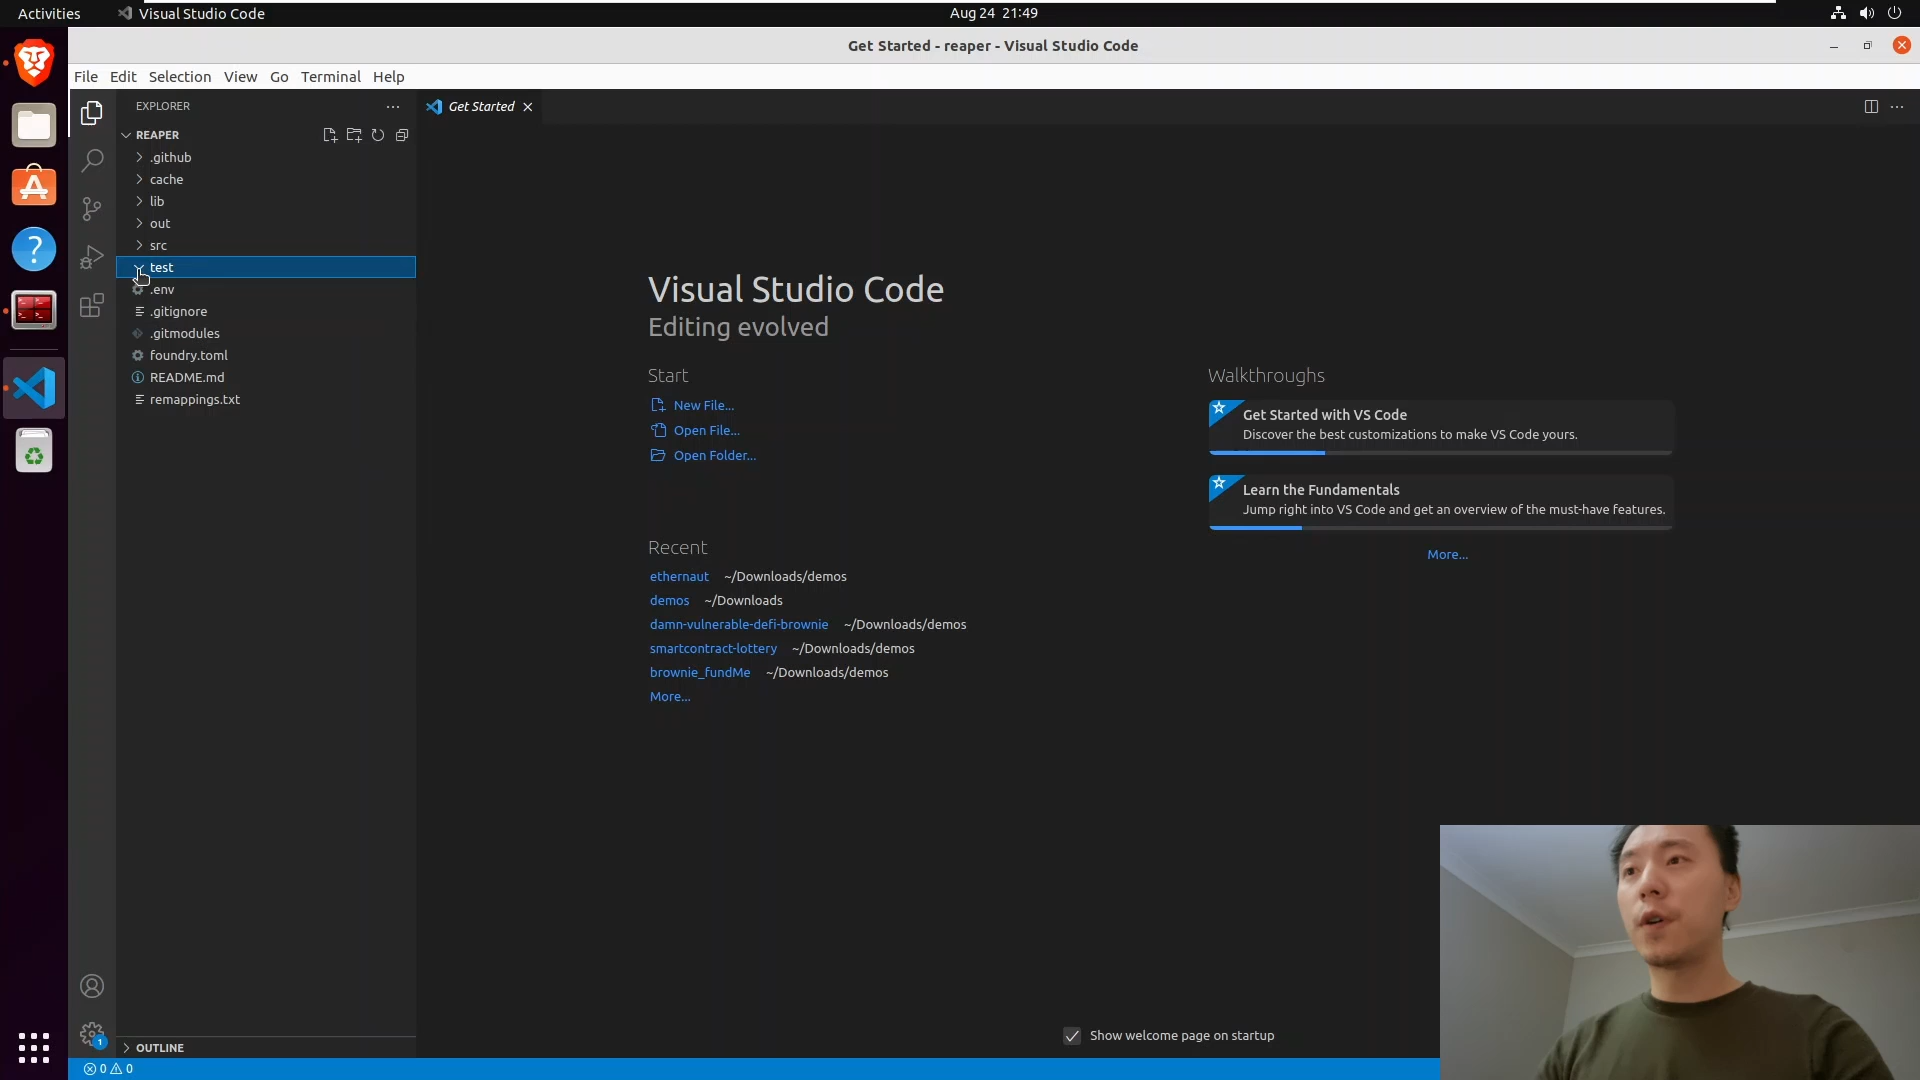 Activities
Visual Studio Code
Aug 24 21:49
Get Started - reaper - Visual Studio Code
File Edit Selection View Go Terminal Help
EXPLORER
Get Started
REAPER
.github
cache
lib
out
src
test
.env
.gitignore
.gitmodules
foundry.toml
README.md
remappings.txt
Visual Studio Code
Editing evolved
Start
New File...
Open File...
Open Folder...
Recent
ethernaut ~/Downloads/demos
demos ~/Downloads
damn-vulnerable-defi-brownie ~/Downloads/demos
smartcontract-lottery ~/Downloads/demos
brownie_fundMe ~/Downloads/demos
More...
Walkthroughs
Get Started with VS Code
Discover the best customizations to make VS Code yours.
Learn the Fundamentals
Jump right into VS Code and get an overview of the must-have features.
More...
Show welcome page on startup
1
OUTLINE
0 0